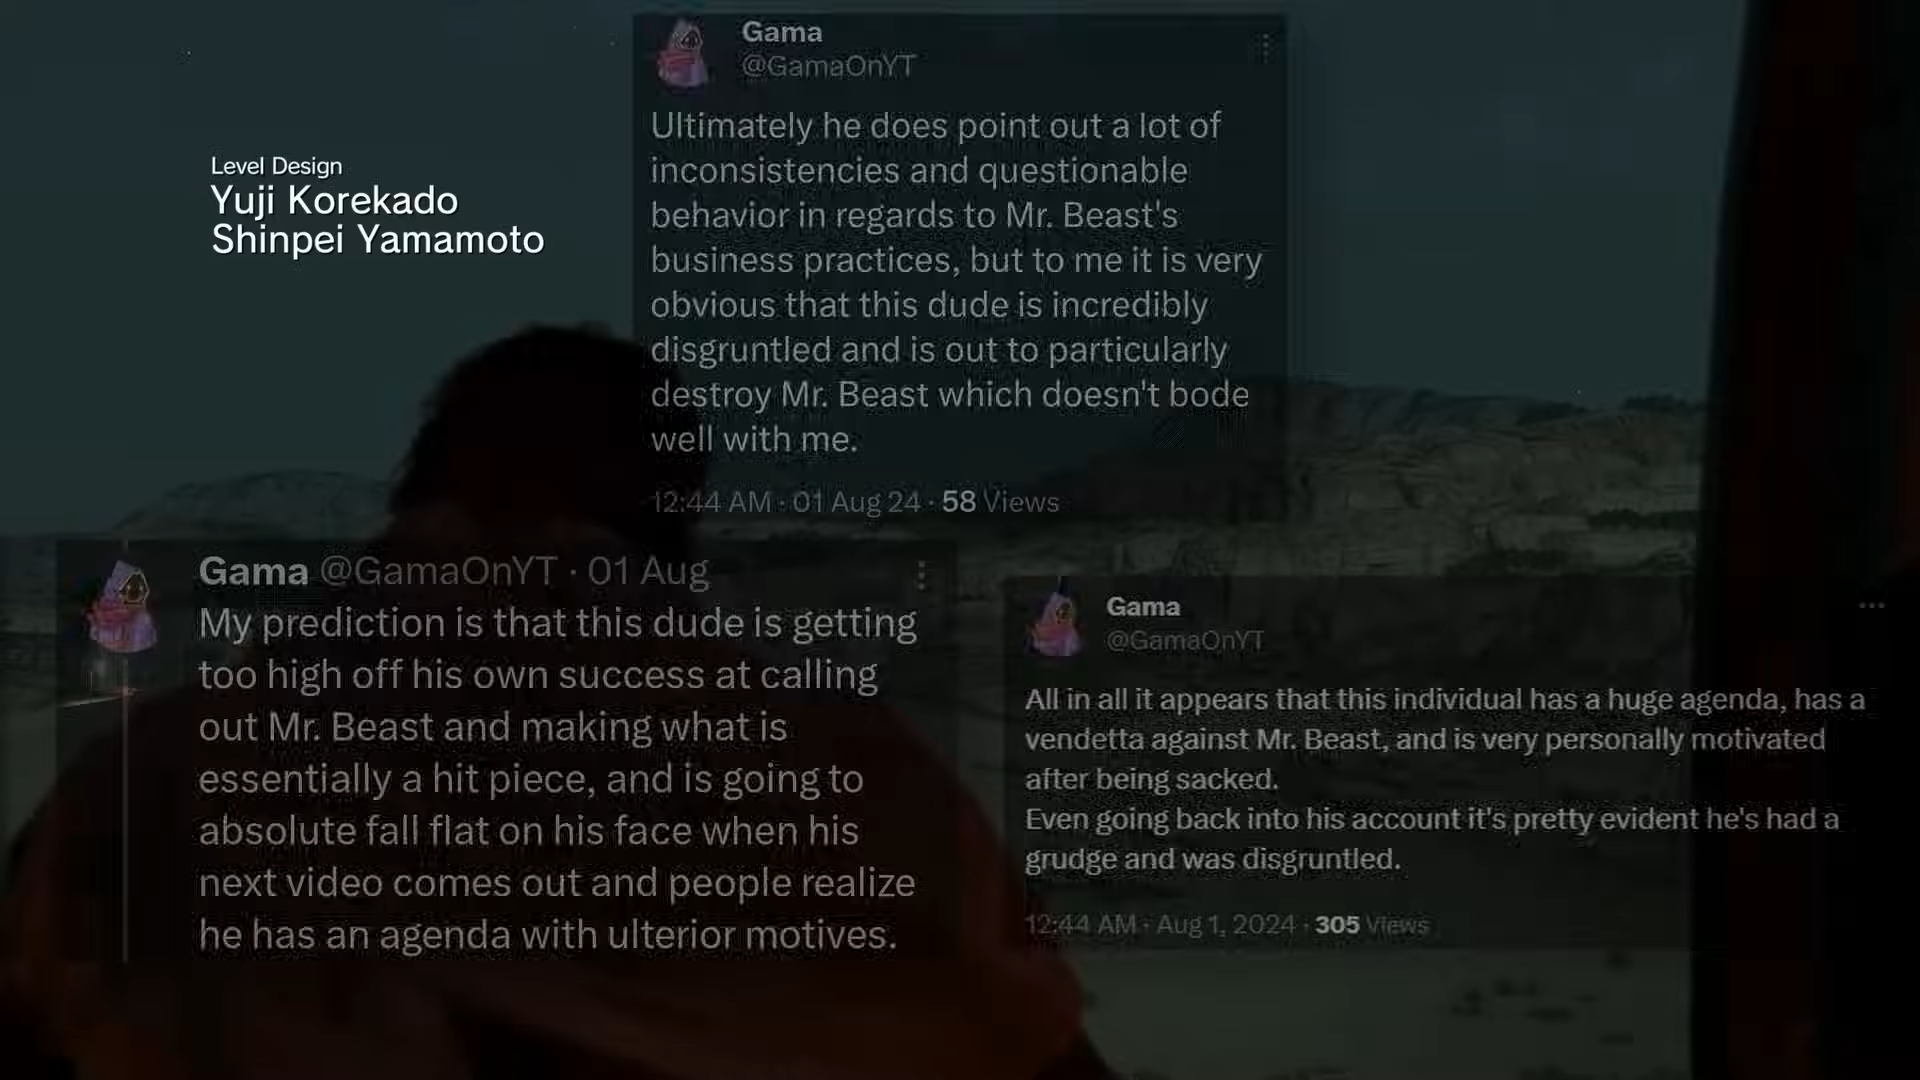 Gama
@GamaOnYT
Ultimately he does point out a lot of
inconsistencies and questionable
behavior in regards to Mr. Beast's
business practices, but to me it is very
obvious that this dude is incredibly
disgruntled and is out to particularly
destroy Mr. Beast which doesn't bode
well with me.
12:44 AM · 01 Aug 24 · 58 Views
Level Design
Yuji Korekado
Shinpei Yamamoto
Gama @GamaOnYT · 01 Aug
My prediction is that this dude is getting
too high off his own success at calling
out Mr. Beast and making what is
essentially a hit piece, and is going to
absolute fall flat on his face when his
next video comes out and people realize
he has an agenda with ulterior motives.
Gama
@GamaOnYT
All in all it appears that this individual has a huge agenda, has a
vendetta against Mr. Beast, and is very personally motivated
after being sacked.
Even going back into his account it's pretty evident he's had a
grudge and was disgruntled.
12:44 AM · Aug 1, 2024 · 305 Views